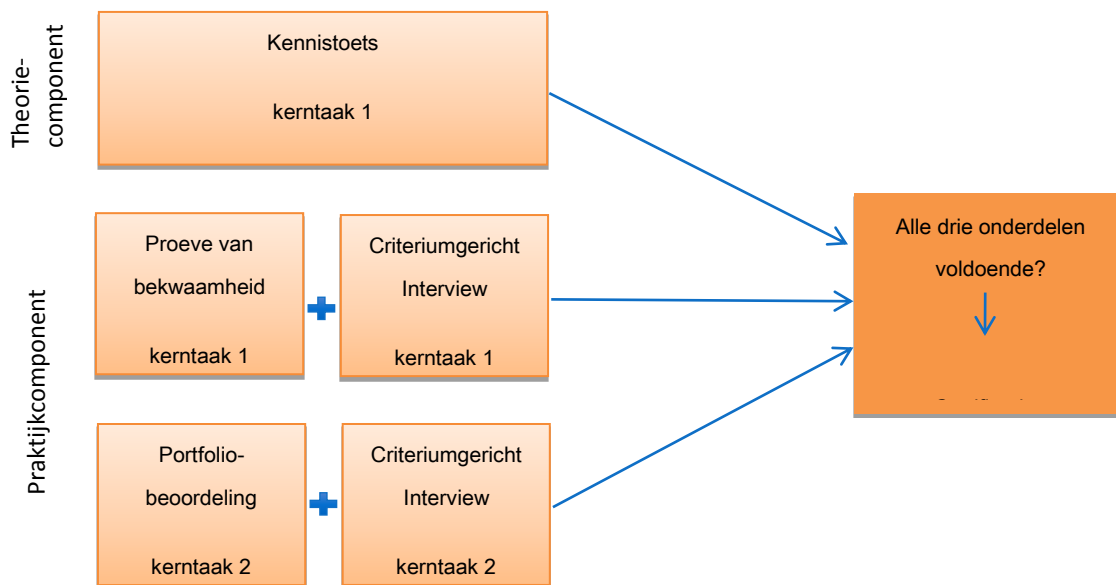 Theorie-
component
Kennistoets
kerntaak 1
Praktijkcomponent
Proeve van
bekwaamheid
kerntaak 1
Criteriumgericht
Interview
kerntaak 1
Portfolio-
beoordeling
kerntaak 2
Criteriumgericht
Interview
kerntaak 2
Alle drie onderdelen
voldoende?